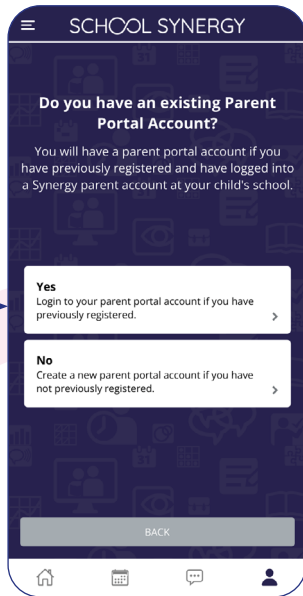 SCHOOL SYNERGY
Do you have an existing Parent
Portal Account?
You will have a parent portal account if you
have previously registered and have logged into
a Synergy parent account at your child's school.
Yes
Login to your parent portal account if you have
previously registered.
No
Create a new parent portal account if you have
not previously registered.
BACK